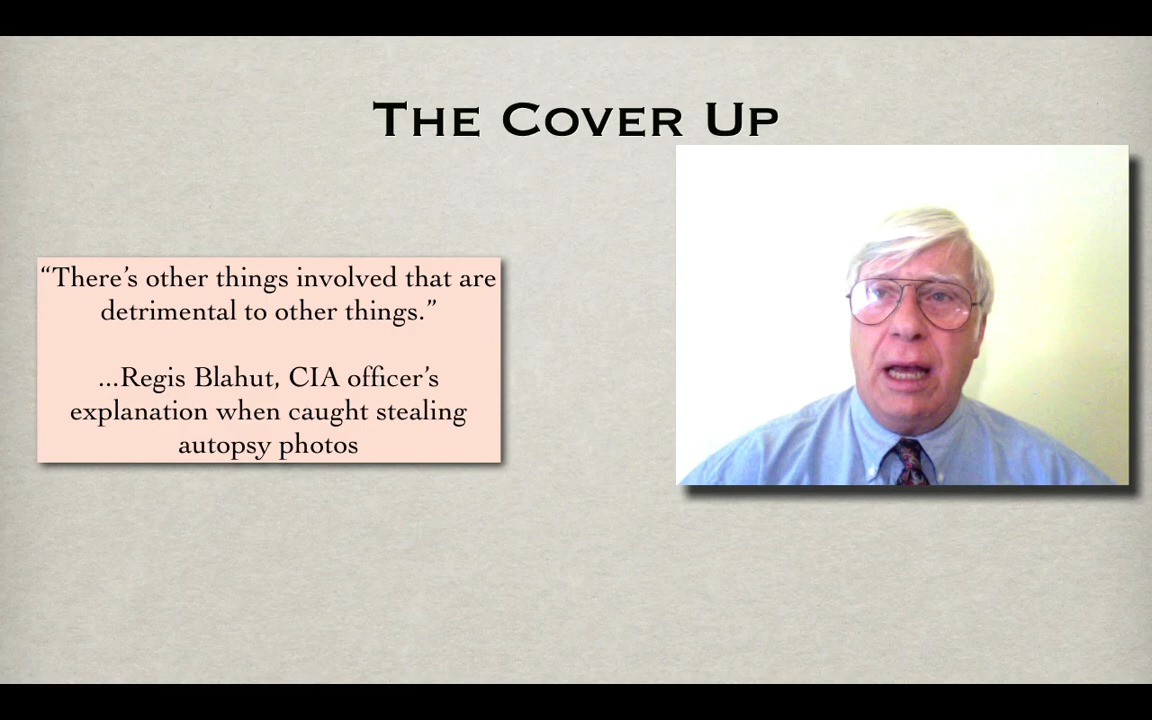 The Cover Up
“There’s other things involved that are
detrimental to other things.”
...Regis Blahut, CIA officer’s
explanation when caught stealing
autopsy photos